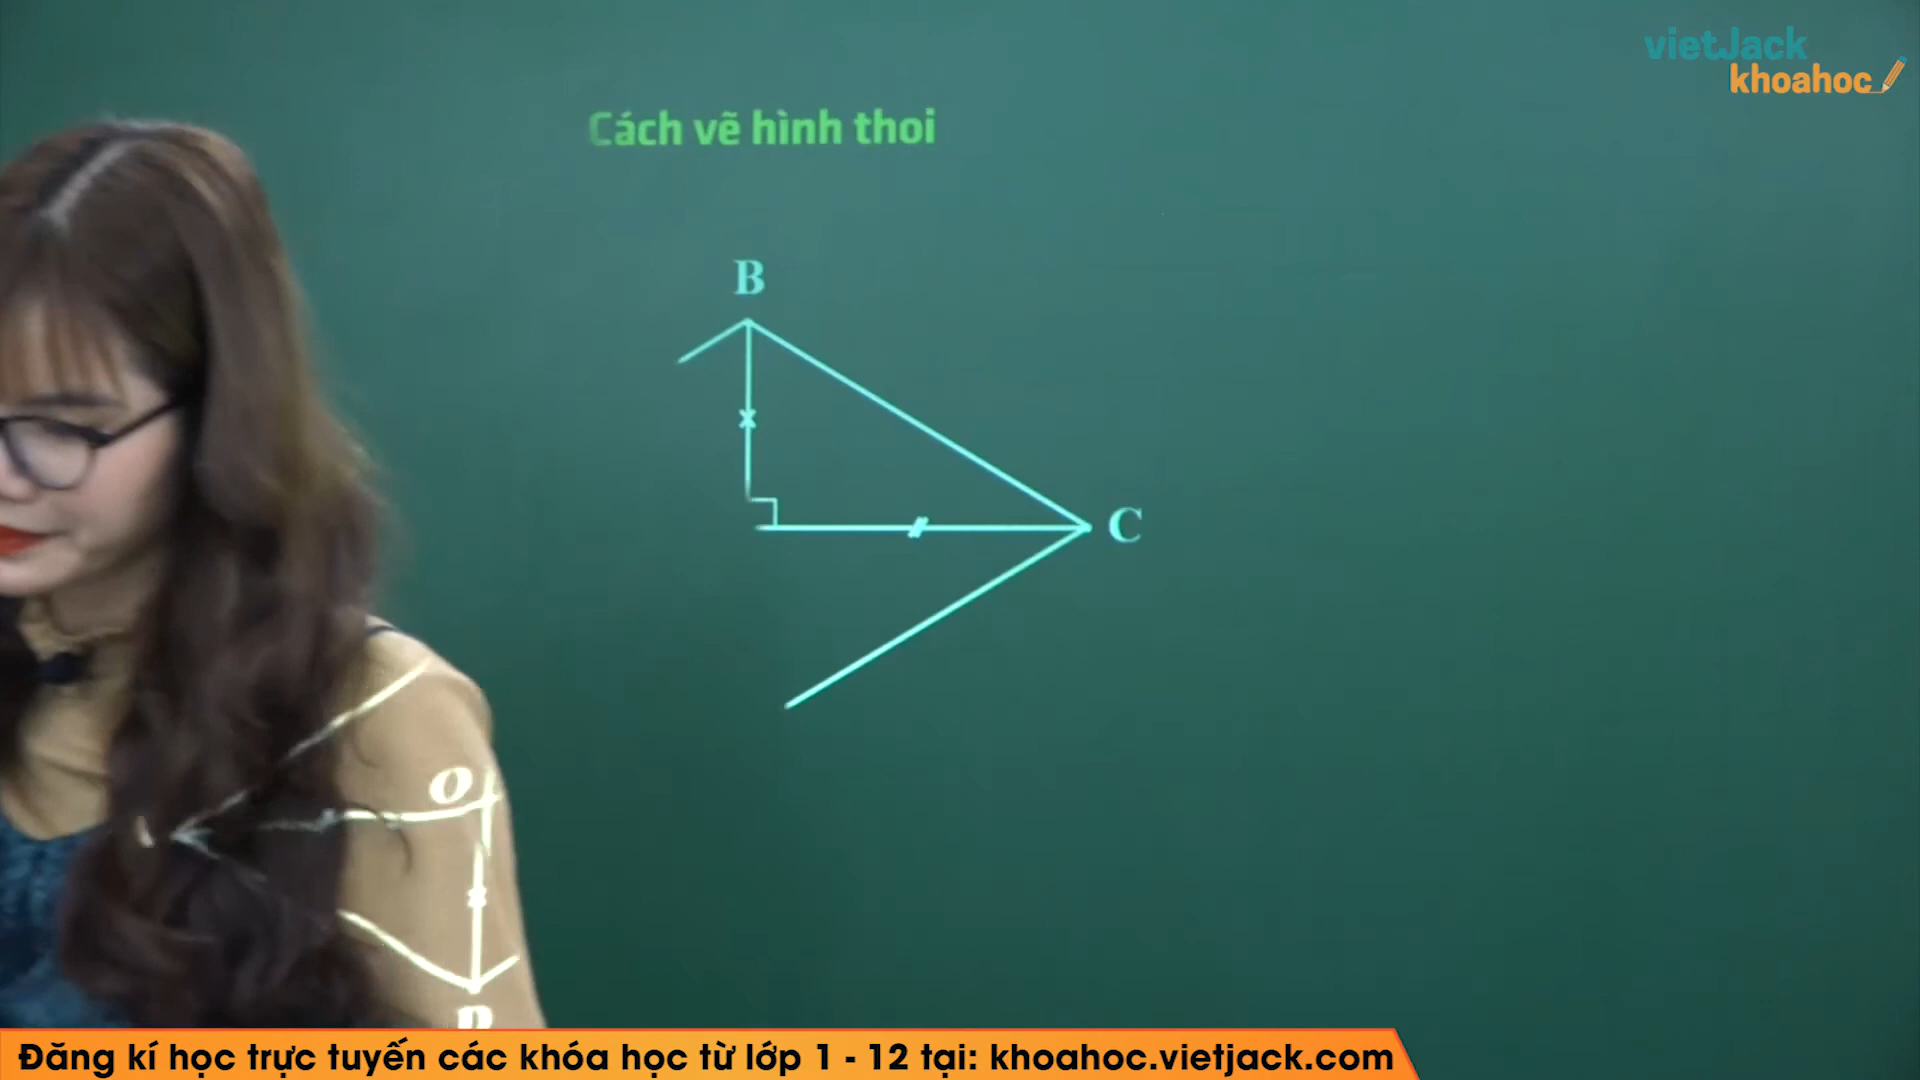 vietJack
khoahoc
Cách vẽ hình thoi
B
C
O
Đăng kí học trực tuyến các khóa học từ lớp 1 - 12 tại: khoahoc.vietjack.com